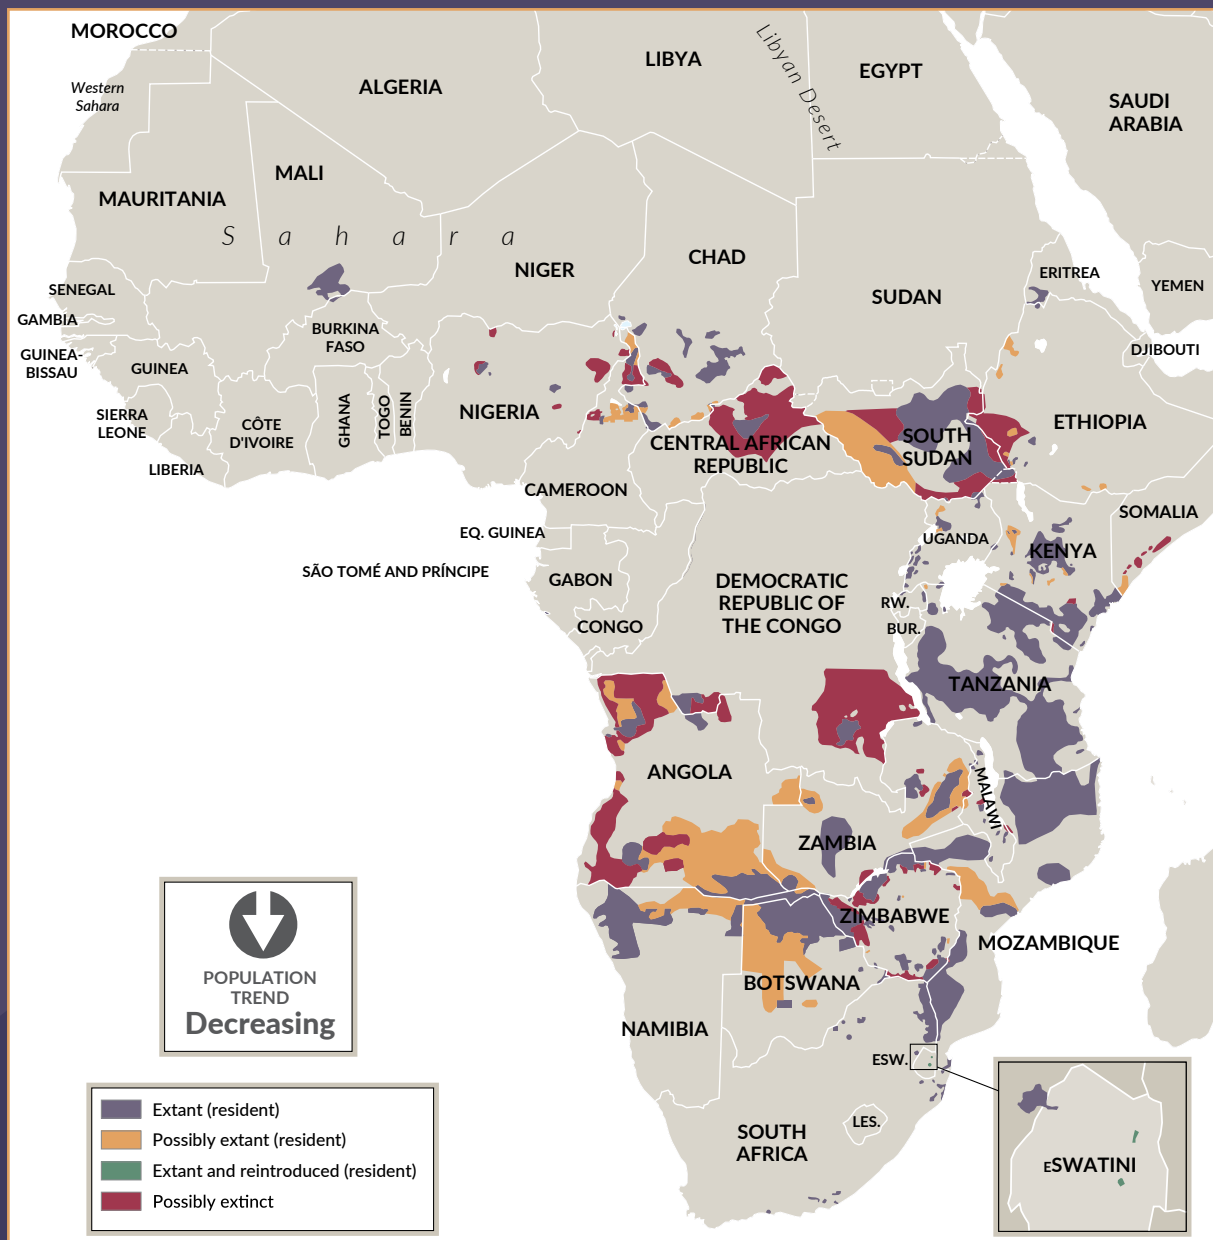 MOROCCO
LIBYA
Libyan Desert
EGYPT
Western
Sahara
ALGERIA
SAUDI
ARABIA
MALI
MAURITANIA
Sahara
NIGER
CHAD
SUDAN
ERITREA
YEMEN
SENEGAL
GAMBIA
BURKINA
FASO
GUINEA-
BISSAU
GUINEA
DJIBOUTI
SIERRA
LEONE
CÔTE
D'IVOIRE
GHANA
TOGO
BENIN
NIGERIA
CENTRAL AFRICAN
REPUBLIC
SOUTH
SUDAN
ETHIOPIA
LIBERIA
CAMEROON
SOMALIA
EQ. GUINEA
UGANDA
KENYA
SÃO TOMÉ AND PRÍNCIPE
GABON
DEMOCRATIC
REPUBLIC OF
THE CONGO
RW.
BUR.
CONGO
TANZANIA
ANGOLA
MALAWI
ZAMBIA
ZIMBABWE
MOZAMBIQUE
BOTSWANA
NAMIBIA
ESW.
LES.
SOUTH
AFRICA
POPULATION
TREND
Decreasing
Extant (resident)
Possibly extant (resident)
Extant and reintroduced (resident)
Possibly extinct
ESWATINI